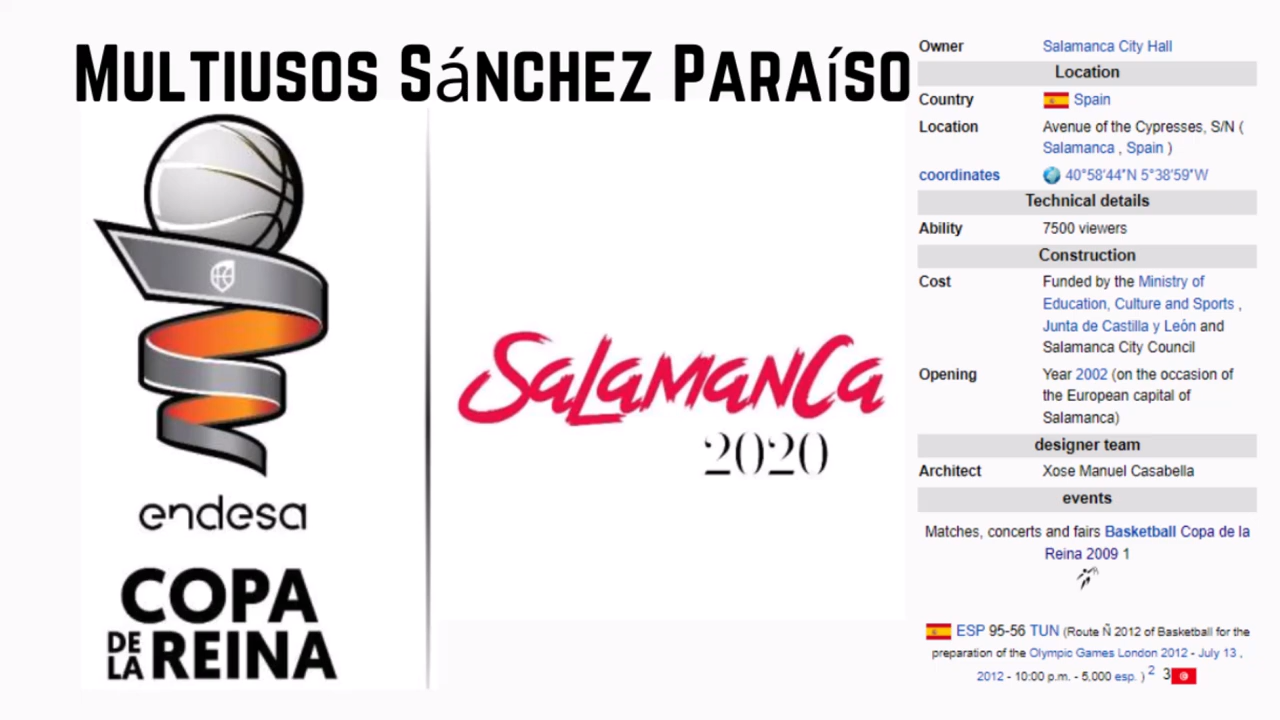 Multiusos Sánchez Paraíso
endesa
COPA
DE LA REINA
SaLaMaNCa
2020
Owner Salamanca City Hall
Location
Country Spain
Location Avenue of the Cypresses, S/N (
Salamanca , Spain )
coordinates 40°58′44″N 5°38′59″W
Technical details
Ability 7500 viewers
Construction
Cost Funded by the Ministry of
Education, Culture and Sports ,
Junta de Castilla y León and
Salamanca City Council
Opening Year 2002 (on the occasion of
the European capital of
Salamanca)
designer team
Architect Xose Manuel Casabella
events
Matches, concerts and fairs Basketball Copa de la
Reina 2009 1
ESP 95-56 TUN (Route Ñ 2012 of Basketball for the
preparation of the Olympic Games London 2012 - July 13 ,
2012 - 10:00 p.m. - 5,000 esp. ) 2 3